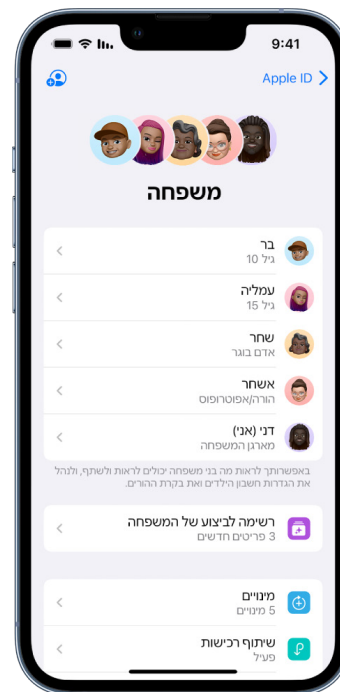 9:41
Apple ID
משפחה
בר
גיל 10
עמליה
גיל 15
שחר
אדם בוגר
אשחר
הורה/אפוטרופוס
דני (אני)
מארגן המשפחה
באפשרותך לראות מה בני משפחה יכולים לראות ולשתף, ולנהל
את הגדרות חשבון הילדים ואת בקרת ההורים.
רשימה לביצוע של המשפחה
3 פריטים חדשים
מינויים
5 מינויים
שיתוף רכישות
פעיל